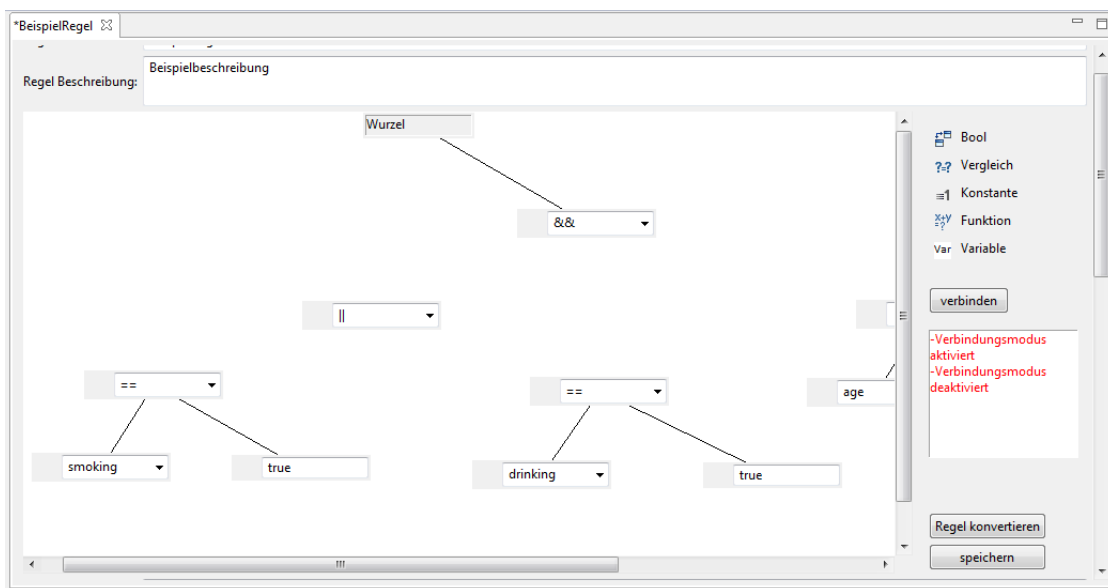 *BeispielRegel
Regel Beschreibung:
Beispielbeschreibung
Wurzel
&&
||
==
==
age
smoking
true
drinking
true
Bool
?=? Vergleich
=1 Konstante
x+y =? Funktion
Var Variable
verbinden
-Verbindungsmodus
aktiviert
-Verbindungsmodus
deaktiviert
Regel konvertieren
speichern